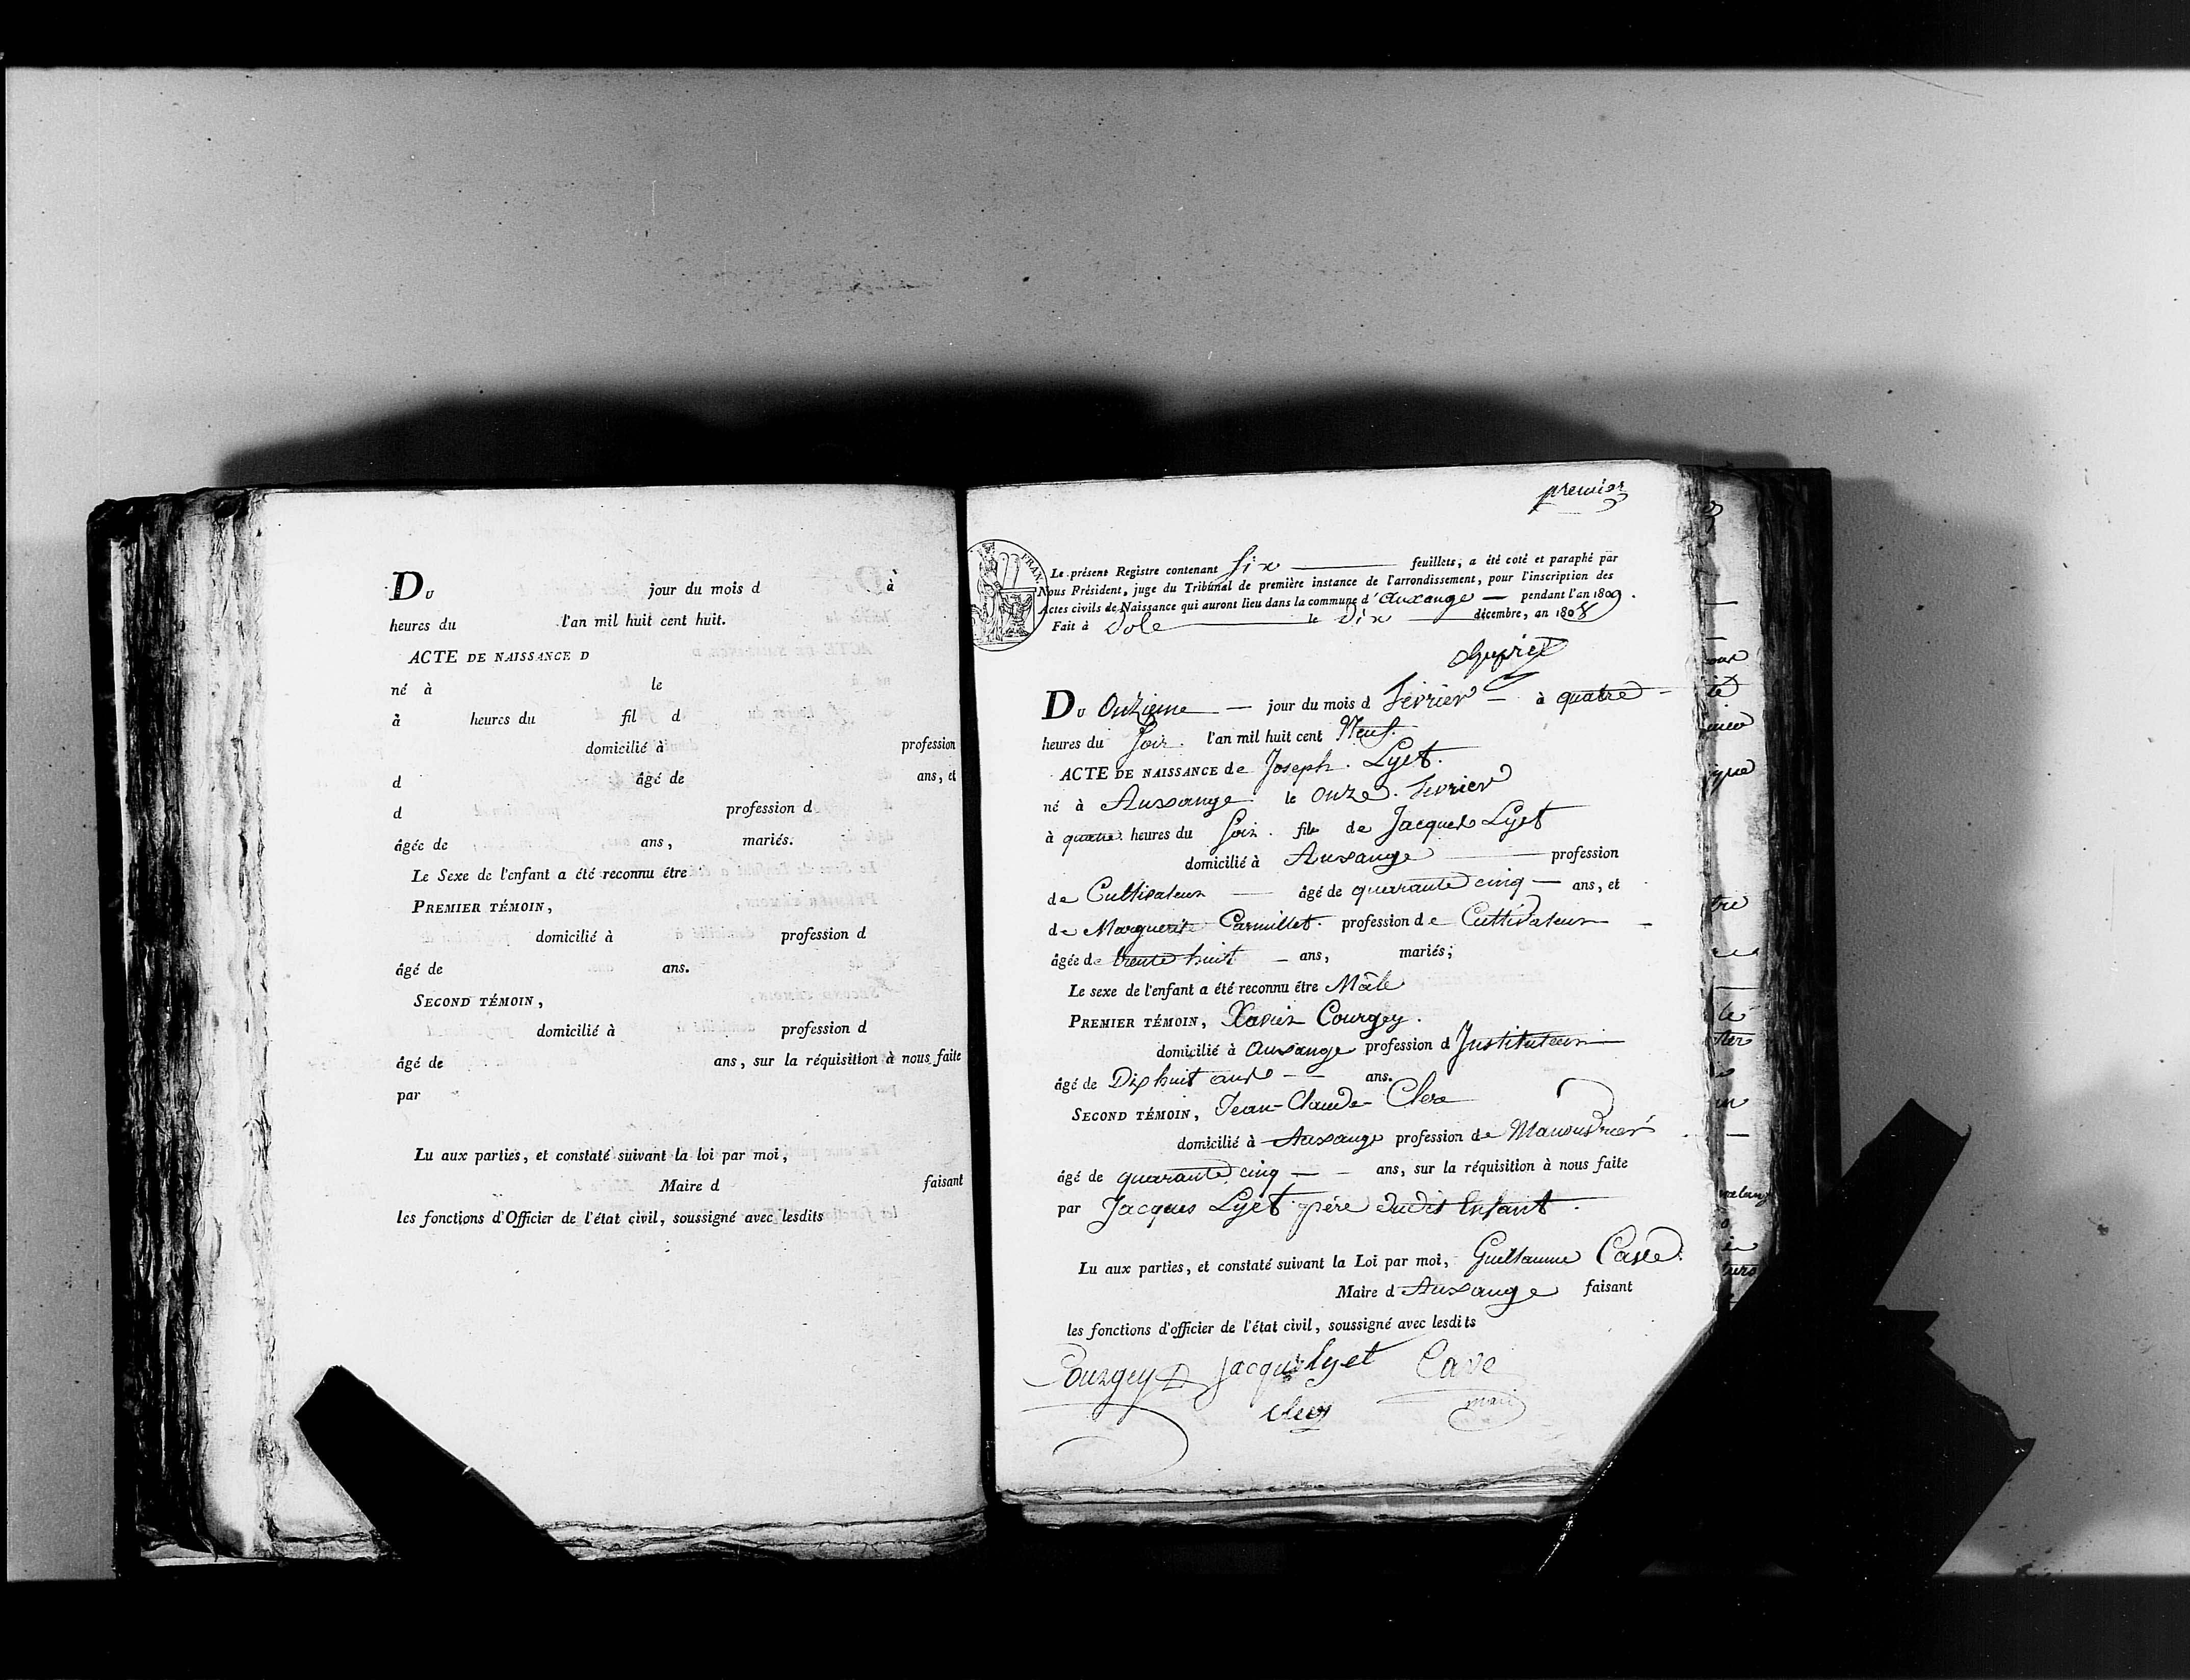 Du jour du mois d à
heures du l'an mil huit cent huit.
ACTE DE NAISSANCE D
né à le
à heures du fil d
domicilié à profession
d âgé de ans, et
d profession d
âgée de ans, mariés.
Le Sexe de l'enfant a été reconnu être
PREMIER TÉMOIN,
domicilié à profession d
âgé de ans.
SECOND TÉMOIN,
domicilié à profession d
âgé de ans, sur la réquisition à nous faite
par
Lu aux parties, et constaté suivant la loi par moi,
Maire d faisant
les fonctions d'Officier de l'état civil, soussigné avec lesdits
premier
FRAN.
Le présent Registre contenant six feuillets, a été coté et paraphé par
Nous Président, juge du Tribunal de première instance de l'arrondissement, pour l'inscription des
Actes civils de Naissance qui auront lieu dans la commune d'Auxange pendant l'an 1809.
Fait à Dole le Dix décembre, an 1808
Du Onzieme jour du mois d fevrier à quatre
heures du soir l'an mil huit cent Neuf.
ACTE DE NAISSANCE de Joseph Lyet.
né à Auxange le onze fevrier
à quatre heures du soir. fils de Jacques Lyet
domicilié à Auxange profession
de Cultivateur âgé de quarante cinq ans, et
de Marguerite Carmillet. profession de Cultivateur
âgée de trente huit ans, mariés;
Le sexe de l'enfant a été reconnu être Mâle
PREMIER TÉMOIN, Xavier Courgey.
domicilié à Auxange profession d Instituteur
âgé de Dix huit ans ans.
SECOND TÉMOIN, Jean-Claude Clerc
domicilié à Auxange profession de Manouvrier
âgé de quarante cinq ans, sur la réquisition à nous faite
par Jacques Lyet père dudit Enfant.
Lu aux parties, et constaté suivant la Loi par moi, Guillaume Cave
Maire d Auxange faisant
les fonctions d'officier de l'état civil, soussigné avec lesdits
Courgey Jacque lyet Cave
clerc maire